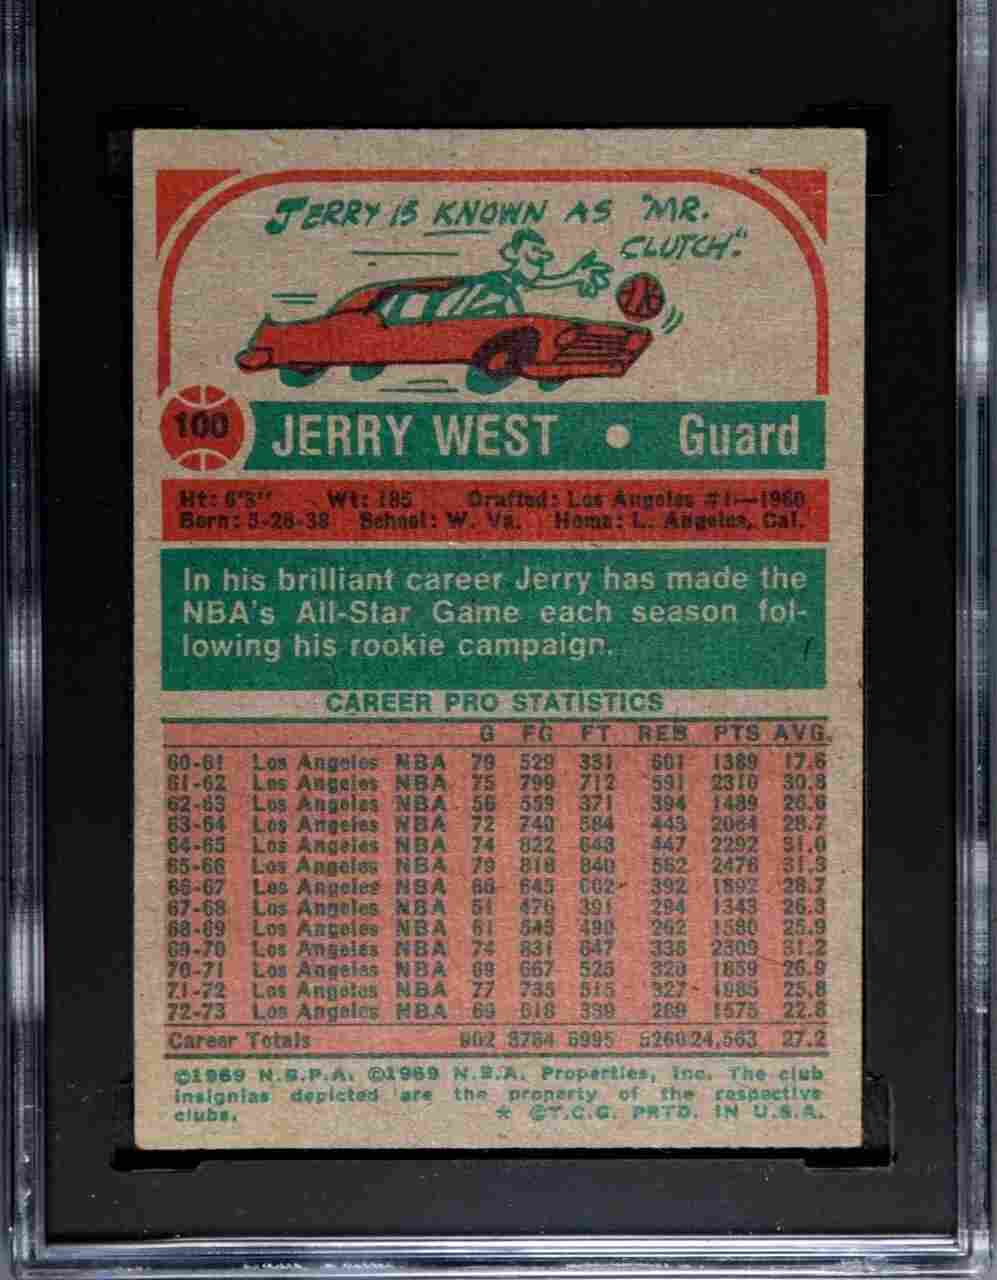 JERRY IS KNOWN AS "MR.
CLUTCH."
100 JERRY WEST • Guard
Ht: 6'3" Wt: 185 Drafted: Los Angeles #1—1960
Born: 5-28-38 School: W. Va. Home: L. Angeles, Cal.
In his brilliant career Jerry has made the
NBA's All-Star Game each season fol-
lowing his rookie campaign.
CAREER PRO STATISTICS
G FG FT REB PTS AVG.
60-61 Los Angeles NBA 79 529 331 601 1389 17.6
61-62 Los Angeles NBA 75 799 712 591 2310 30.8
62-63 Los Angeles NBA 56 559 371 394 1489 26.6
63-64 Los Angeles NBA 72 740 584 443 2064 28.7
64-65 Los Angeles NBA 74 822 648 447 2292 31.0
65-66 Los Angeles NBA 79 818 840 562 2476 31.3
66-67 Los Angeles NBA 66 645 602 392 1892 28.7
67-68 Los Angeles NBA 51 476 391 294 1343 26.3
68-69 Los Angeles NBA 61 545 490 262 1580 25.9
69-70 Los Angeles NBA 74 831 647 338 2309 31.2
70-71 Los Angeles NBA 69 667 525 320 1859 26.9
71-72 Los Angeles NBA 77 735 515 327 1985 25.8
72-73 Los Angeles NBA 69 618 339 289 1575 22.8
Career Totals 902 8784 6995 5260 24,563 27.2
©1969 N.B.P.A. ©1969 N.B.A. Properties, Inc. The club
insignias depicted are the property of the respective
clubs. * ©T.C.G. PRTD. IN U.S.A.